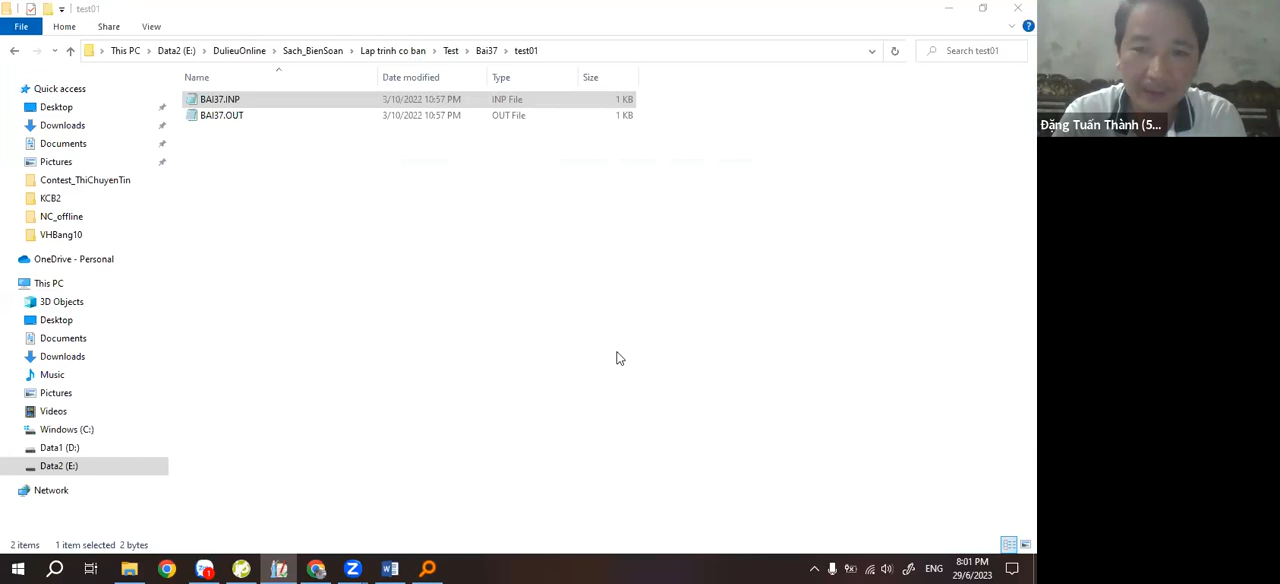 test01
File Home Share View
This PC Data2 (E:) DulieuOnline Sach_BienSoan Lap trinh co ban Test Bai37 test01 Search test01
Name Date modified Type Size
BAI37.INP 3/10/2022 10:57 PM INP File 1 KB
BAI37.OUT 3/10/2022 10:57 PM OUT File 1 KB
Quick access
Desktop
Downloads
Documents
Pictures
Contest_ThiChuyenTin
KCB2
NC_offline
VHBang10
OneDrive - Personal
This PC
3D Objects
Desktop
Documents
Downloads
Music
Pictures
Videos
Windows (C:)
Data1 (D:)
Data2 (E:)
Network
2 items 1 item selected 2 bytes
Đặng Tuấn Thành (5...
ENG 8:01 PM
29/6/2023